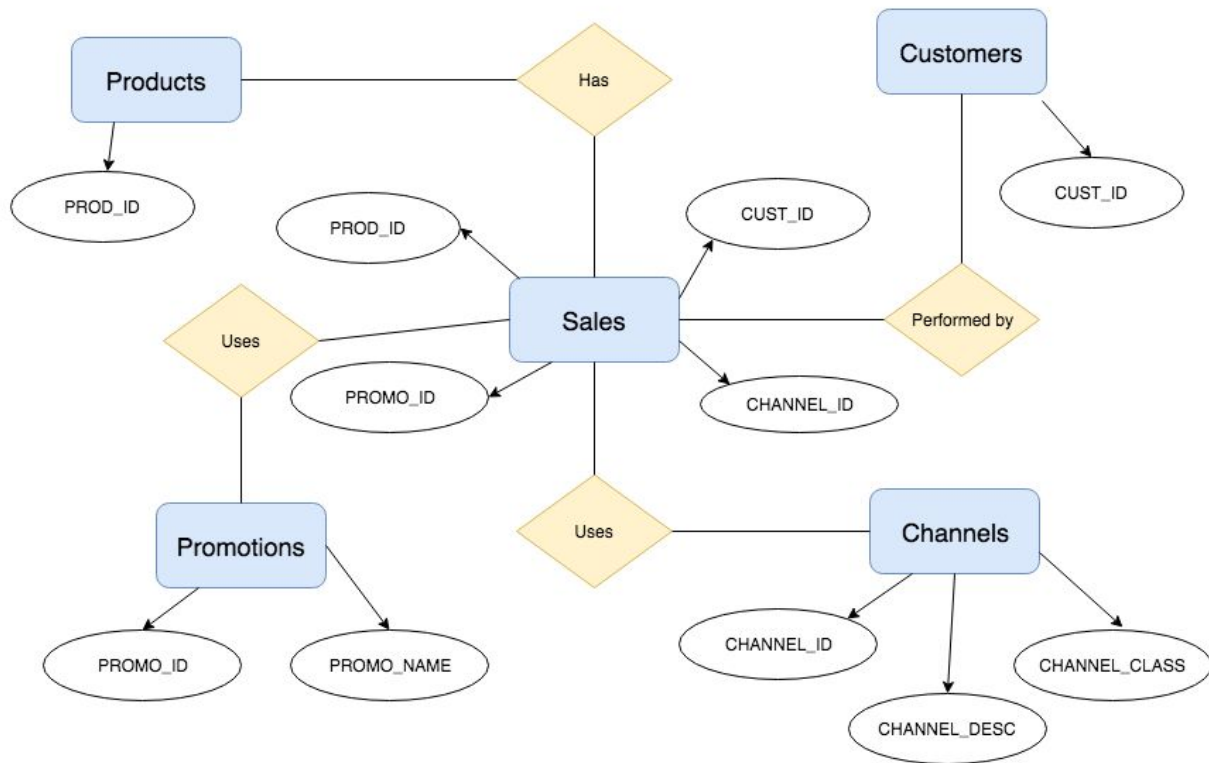 Products
Has
Customers
PROD_ID
CUST_ID
PROD_ID
CUST_ID
Uses
Sales
Performed by
PROMO_ID
CHANNEL_ID
Promotions
Uses
Channels
PROMO_ID
PROMO_NAME
CHANNEL_ID
CHANNEL_CLASS
CHANNEL_DESC